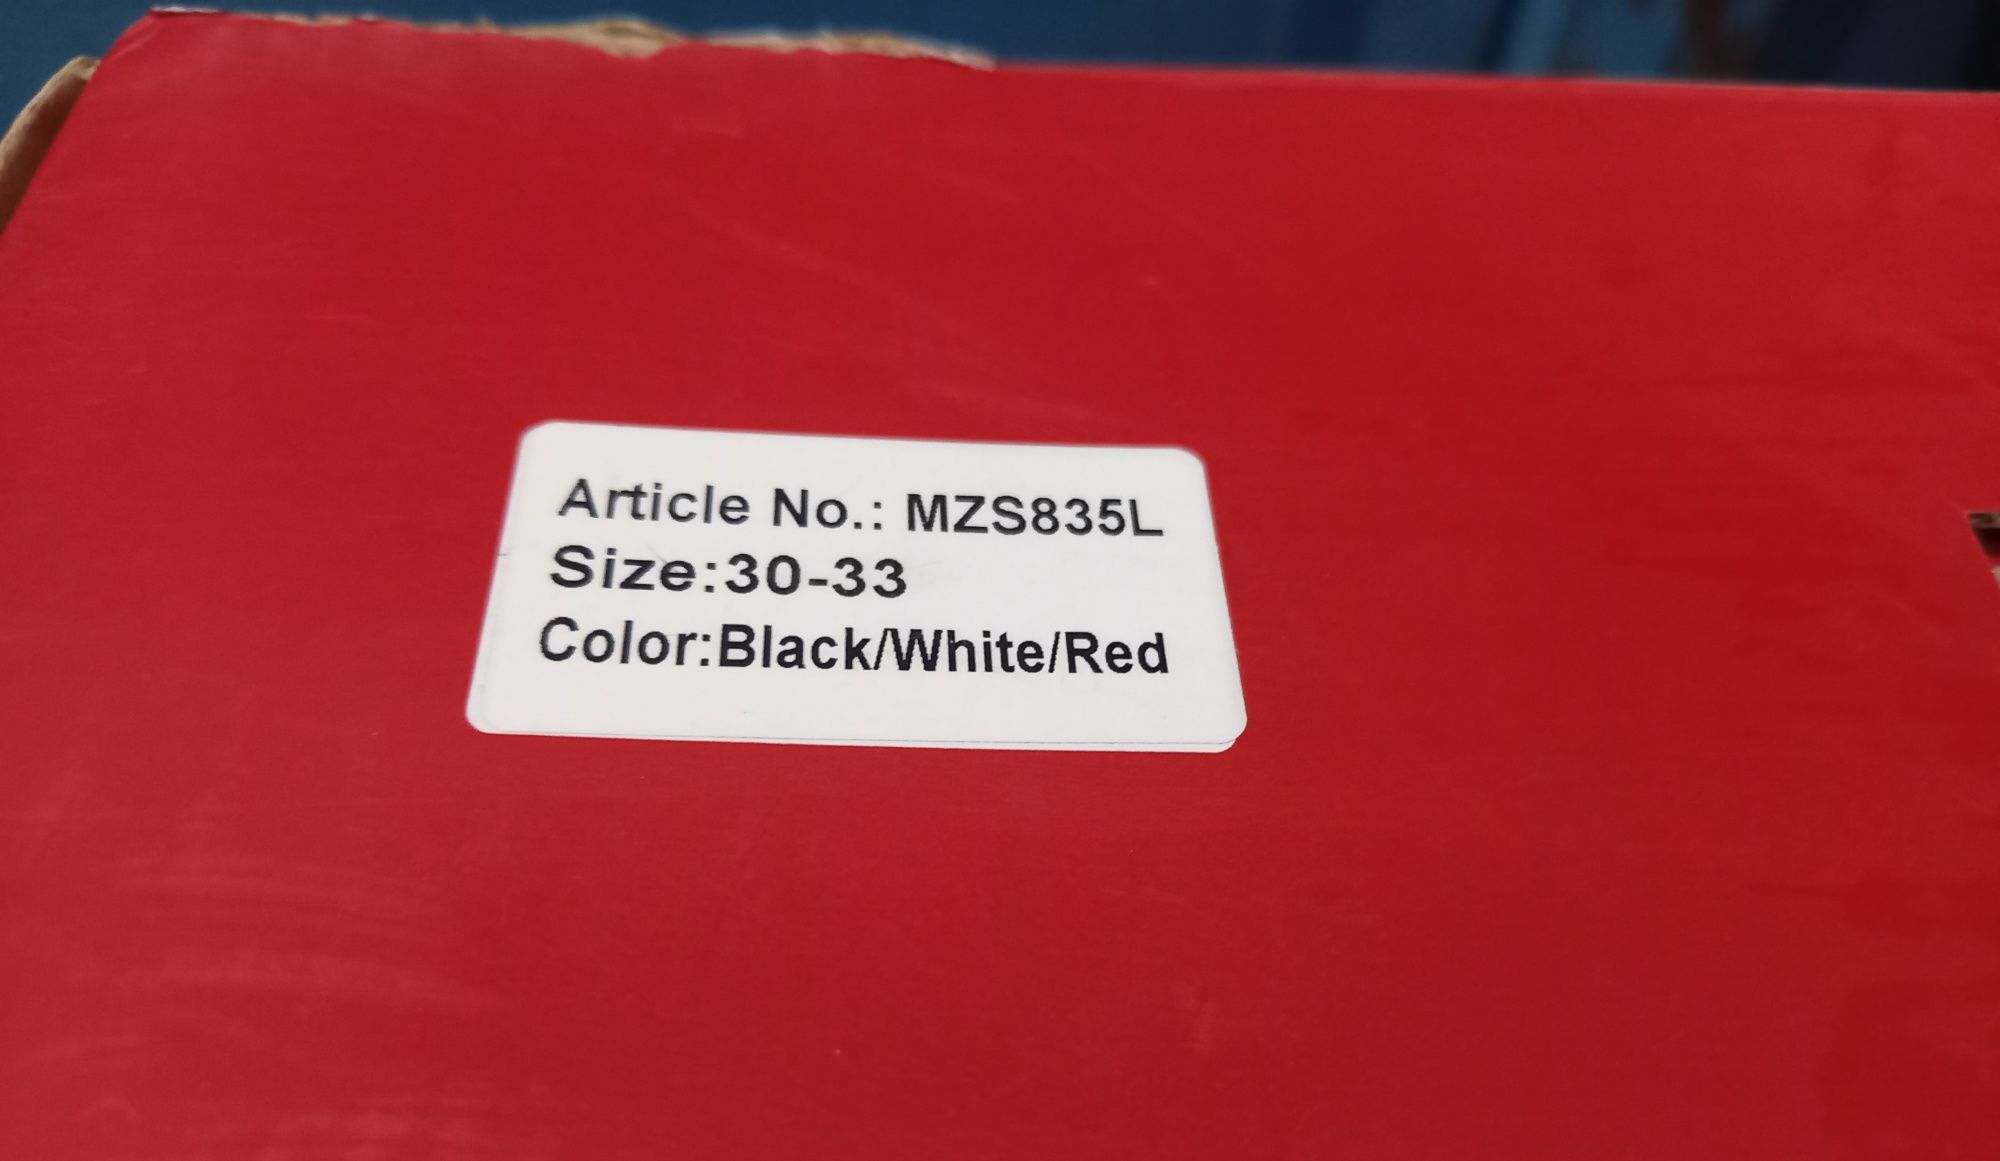 Article No.: MZS835L
Size:30-33
Color:Black/White/Red